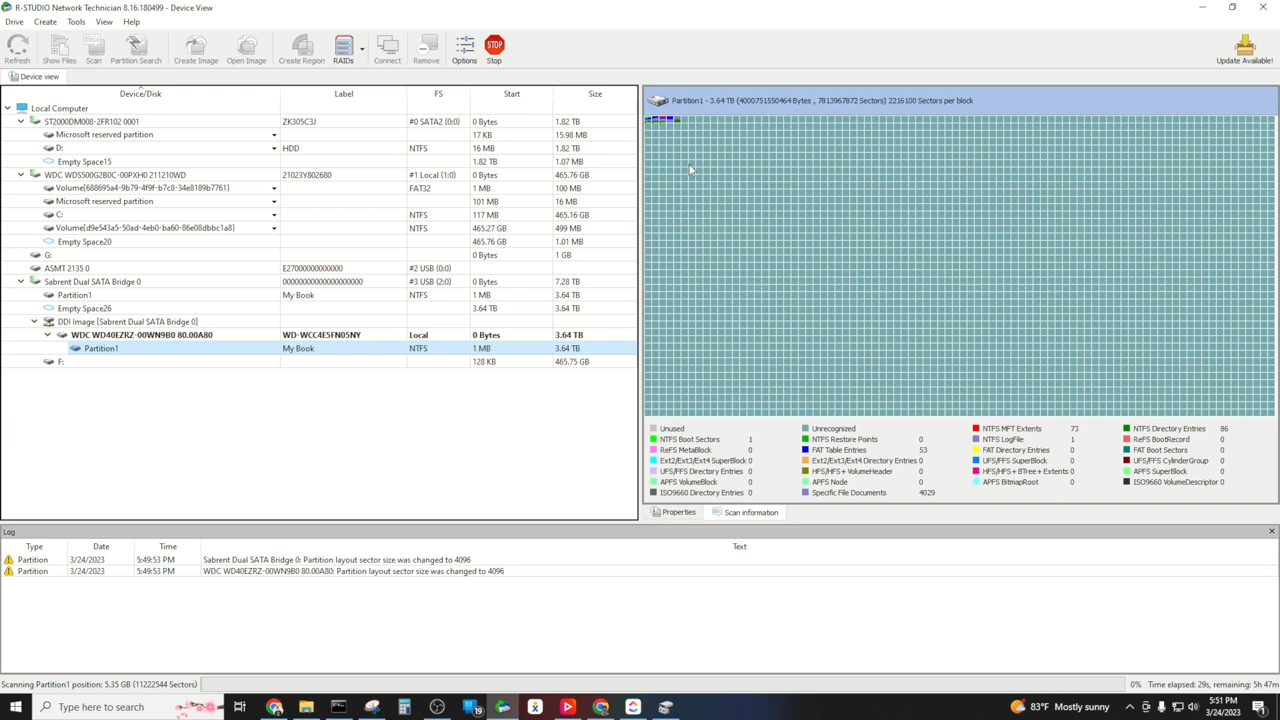 R-STUDIO Network Technician 8.16.180499 - Device View
Drive Create Tools View Help
Refresh Show Files Scan Partition Search Create Image Open Image Create Region RAIDs Connect Remove Options STOP Stop Update Available!
Device view
Device/Disk Label FS Start Size
Local Computer
ST2000DM008-2FR102 0001 ZK305C3J #0 SATA2 (0:0) 0 Bytes 1.82 TB
Microsoft reserved partition 17 KB 15.98 MB
D: HDD NTFS 16 MB 1.82 TB
Empty Space15 1.82 TB 1.07 MB
WDC WDS500G2B0C-00PXH0 211210WD 21023Y802680 #1 Local (1:0) 0 Bytes 465.76 GB
Volume{688695a4-9b79-4f9f-b7c8-34e8189b7761} FAT32 1 MB 100 MB
Microsoft reserved partition 101 MB 16 MB
C: NTFS 117 MB 465.16 GB
Volume{d9e543a5-50ad-4eb0-ba60-86e08dbbc1a8} NTFS 465.27 GB 499 MB
Empty Space20 465.76 GB 1.01 MB
G: 0 Bytes 1 GB
ASMT 2135 0 E27000000000000 #2 USB (0:0)
Sabrent Dual SATA Bridge 0 00000000000000000000 #3 USB (2:0) 0 Bytes 7.28 TB
Partition1 My Book NTFS 1 MB 3.64 TB
Empty Space26 3.64 TB 3.64 TB
DDI Image [Sabrent Dual SATA Bridge 0]
WDC WD40EZRZ-00WN9B0 80.00A80 WD-WCC4E5FN05NY Local 0 Bytes 3.64 TB
Partition1 My Book NTFS 1 MB 3.64 TB
F: 128 KB 465.75 GB
Partition1 - 3.64 TB (4000751550464 Bytes , 7813967872 Sectors) 2216100 Sectors per block
Unused Unrecognized NTFS MFT Extents 73 NTFS Directory Entries 86
NTFS Boot Sectors 1 NTFS Restore Points 0 NTFS LogFile 1 ReFS BootRecord 0
ReFS MetaBlock 0 FAT Table Entries 53 FAT Directory Entries 0 FAT Boot Sectors 0
Ext2/Ext3/Ext4 SuperBlock 0 Ext2/Ext3/Ext4 Directory Entries 0 UFS/FFS SuperBlock 0 UFS/FFS CylinderGroup 0
UFS/FFS Directory Entries 0 HFS/HFS+ VolumeHeader 0 HFS/HFS+ BTree+ Extents 0 APFS SuperBlock 0
APFS VolumeBlock 0 APFS Node 0 APFS BitmapRoot 0 ISO9660 VolumeDescriptor 0
ISO9660 Directory Entries 0 Specific File Documents 4029
Properties Scan information
Log
Type Date Time Text
Partition 3/24/2023 5:49:53 PM Sabrent Dual SATA Bridge 0: Partition layout sector size was changed to 4096
Partition 3/24/2023 5:49:53 PM WDC WD40EZRZ-00WN9B0 80.00A80: Partition layout sector size was changed to 4096
Scanning Partition1 position: 5.35 GB (11222544 Sectors) 0% Time elapsed: 29s, remaining: 5h 47m
Type here to search 19 83°F Mostly sunny 5:51 PM
3/24/2023